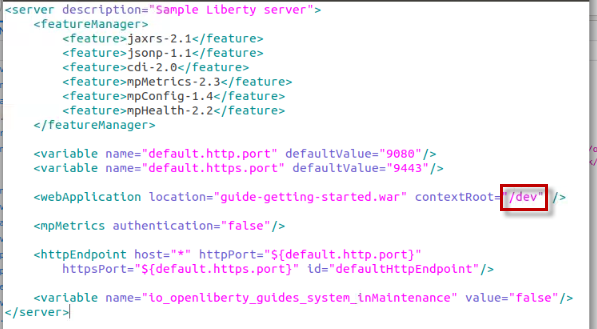 <server description="Sample Liberty server">
<featureManager>
<feature>jaxrs-2.1</feature>
<feature>jsonp-1.1</feature>
<feature>cdi-2.0</feature>
<feature>mpMetrics-2.3</feature>
<feature>mpConfig-1.4</feature>
<feature>mpHealth-2.2</feature>
</featureManager>
<variable name="default.http.port" defaultValue="9080"/>
<variable name="default.https.port" defaultValue="9443"/>
<webApplication location="guide-getting-started.war" contextRoot="/dev" />
<mpMetrics authentication="false"/>
<httpEndpoint host="*" httpPort="${default.http.port}"
httpsPort="${default.https.port}" id="defaultHttpEndpoint"/>
<variable name="io_openliberty_guides_system_inMaintenance" value="false"/>
</server>